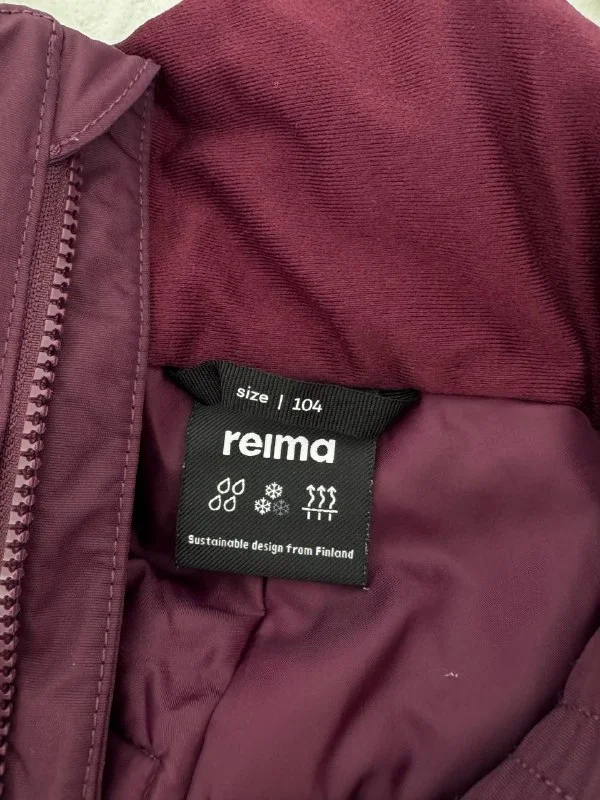 size | 104
reima
Sustainable design from Finland